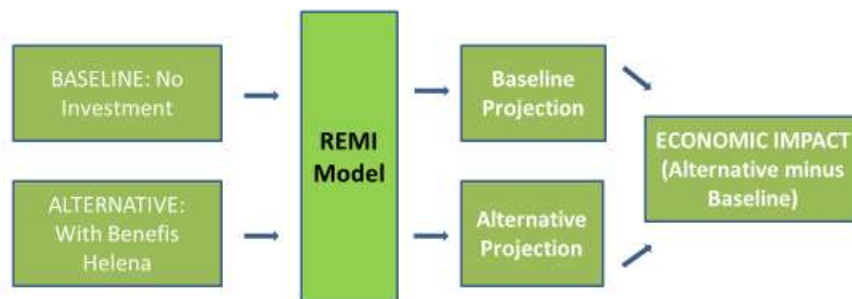 BASELINE: No
Investment
ALTERNATIVE:
With Benefis
Helena
REMI
Model
Baseline
Projection
Alternative
Projection
ECONOMIC IMPACT
(Alternative minus
Baseline)